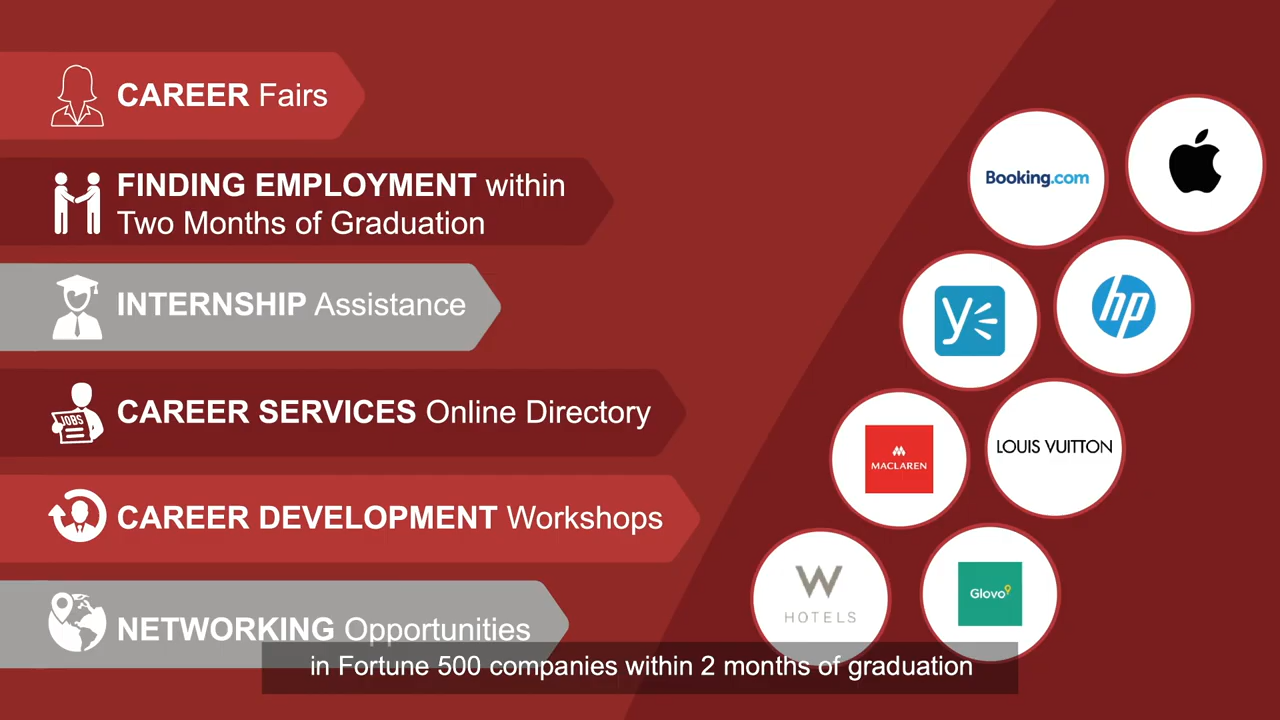 CAREER Fairs
FINDING EMPLOYMENT within
Two Months of Graduation
INTERNSHIP Assistance
JOBS
CAREER SERVICES Online Directory
CAREER DEVELOPMENT Workshops
NETWORKING Opportunities
Booking.com
hp
y
MACLAREN
LOUIS VUITTON
W
HOTELS
Glovo
in Fortune 500 companies within 2 months of graduation